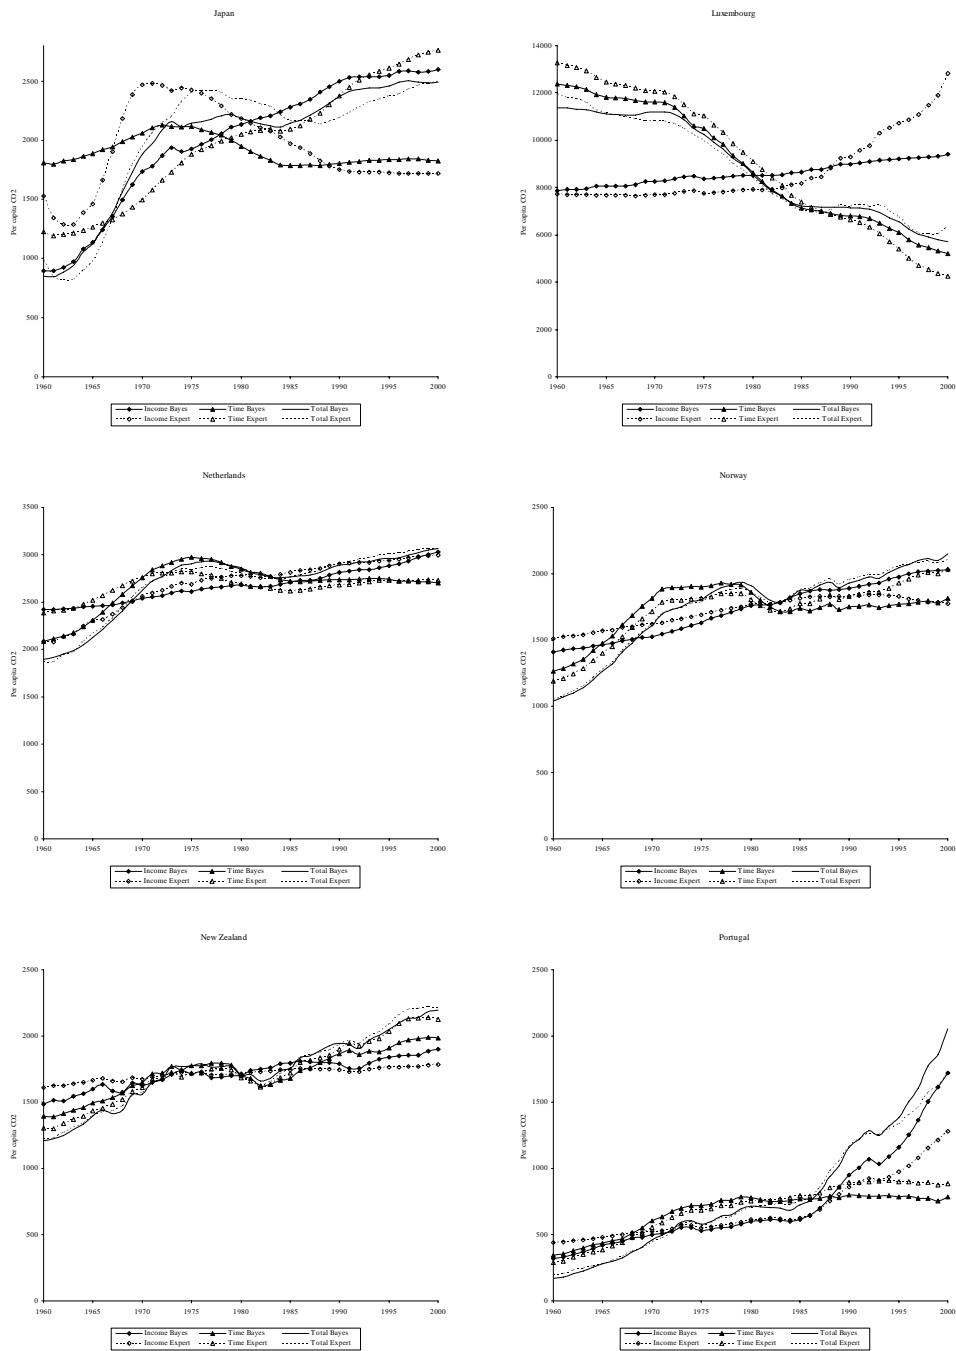 Japan
Per capita CO2
2500
2000
1500
1000
500
0
1960 1965 1970 1975 1980 1985 1990 1995 2000
Income Bayes Time Bayes Total Bayes
Income Expert Time Expert Total Expert
Luxembourg
Per capita CO2
14000
12000
10000
8000
6000
4000
2000
0
1960 1965 1970 1975 1980 1985 1990 1995 2000
Income Bayes Time Bayes Total Bayes
Income Expert Time Expert Total Expert
Netherlands
Per capita CO2
3500
3000
2500
2000
1500
1000
500
0
1960 1965 1970 1975 1980 1985 1990 1995 2000
Income Bayes Time Bayes Total Bayes
Income Expert Time Expert Total Expert
Norway
Per capita CO2
2500
2000
1500
1000
500
0
1960 1965 1970 1975 1980 1985 1990 1995 2000
Income Bayes Time Bayes Total Bayes
Income Expert Time Expert Total Expert
New Zealand
Per capita CO2
2500
2000
1500
1000
500
0
1960 1965 1970 1975 1980 1985 1990 1995 2000
Income Bayes Time Bayes Total Bayes
Income Expert Time Expert Total Expert
Portugal
Per capita CO2
2500
2000
1500
1000
500
0
1960 1965 1970 1975 1980 1985 1990 1995 2000
Income Bayes Time Bayes Total Bayes
Income Expert Time Expert Total Expert